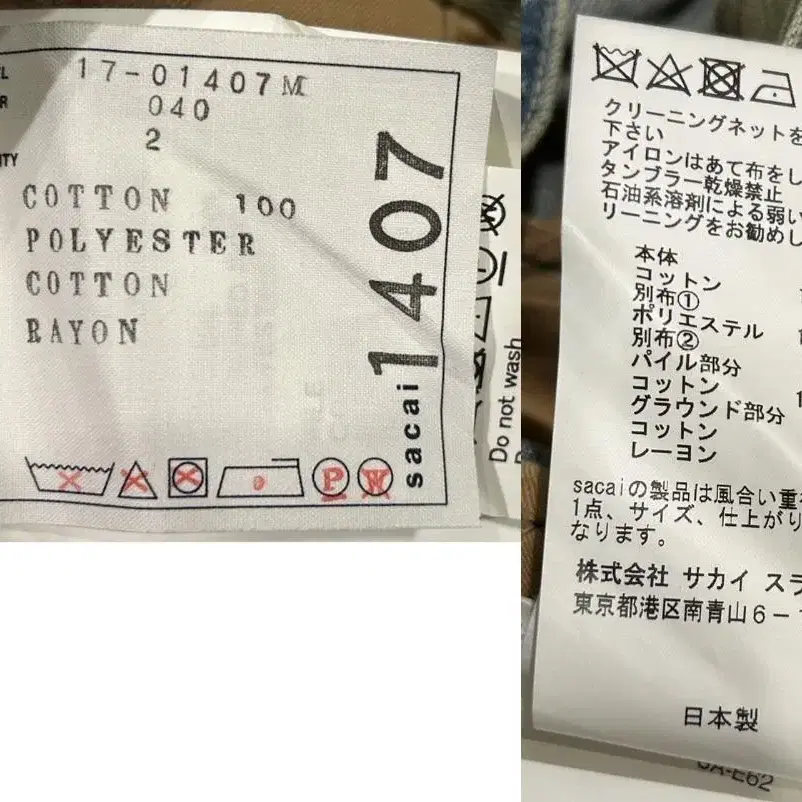 17-01407M
040
2
COTTON 100
POLYESTER
COTTON
RAYON
sacai 1407
Do not wash
クリーニングネットを
下さい
アイロンはあて布をし
タンブラー乾燥禁止
石油系溶剤による弱い
リーニングをお勧めし
本体
コットン
別布①
ポリエステル
別布②
パイル部分
コットン
グラウンド部分
コットン
レーヨン
sacaiの製品は風合い重
1点、サイズ、仕上がり
なります。
株式会社 サカイ スラ
東京都港区南青山6-
日本製